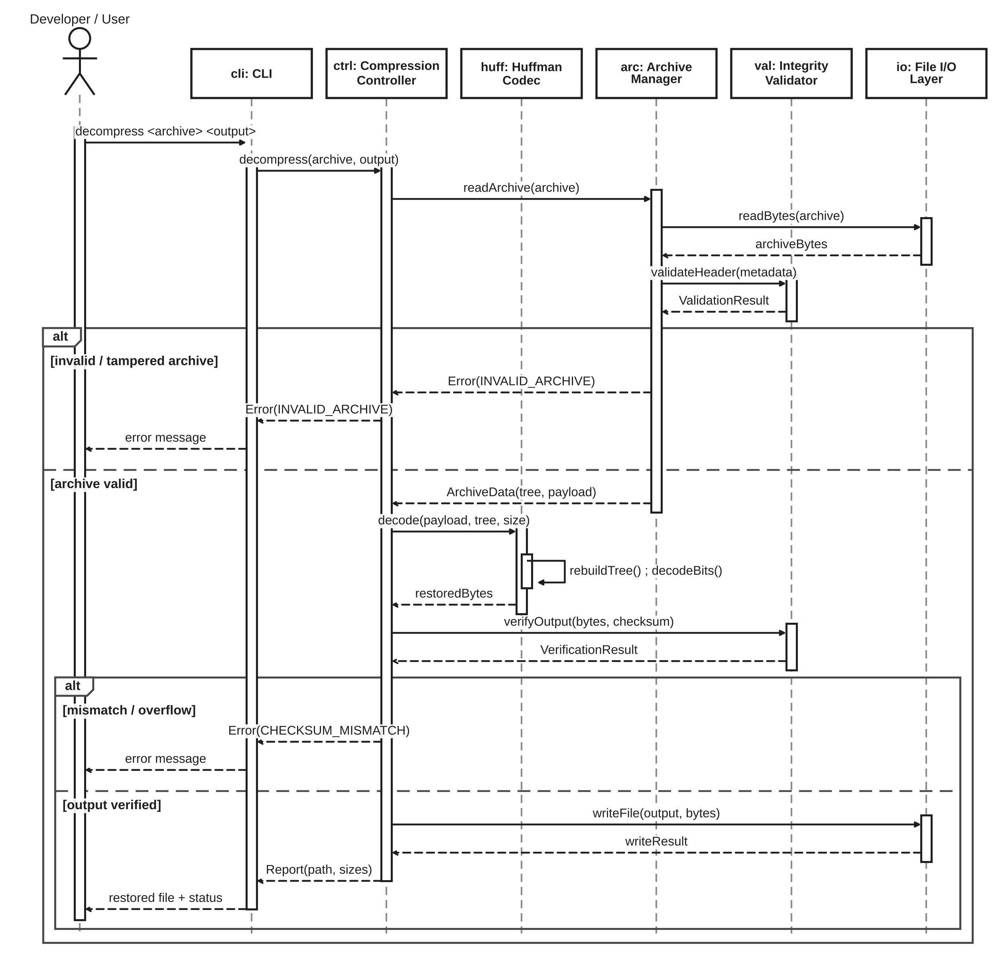 Developer / User
cli: CLI
ctrl: Compression
Controller
huff: Huffman
Codec
arc: Archive
Manager
val: Integrity
Validator
io: File I/O
Layer
decompress <archive> <output>
decompress(archive, output)
readArchive(archive)
readBytes(archive)
archiveBytes
validateHeader(metadata)
ValidationResult
alt
[invalid / tampered archive]
Error(INVALID_ARCHIVE)
Error(INVALID_ARCHIVE)
error message
[archive valid]
ArchiveData(tree, payload)
decode(payload, tree, size)
rebuildTree() ; decodeBits()
restoredBytes
verifyOutput(bytes, checksum)
VerificationResult
alt
[mismatch / overflow]
Error(CHECKSUM_MISMATCH)
error message
[output verified]
writeFile(output, bytes)
writeResult
Report(path, sizes)
restored file + status